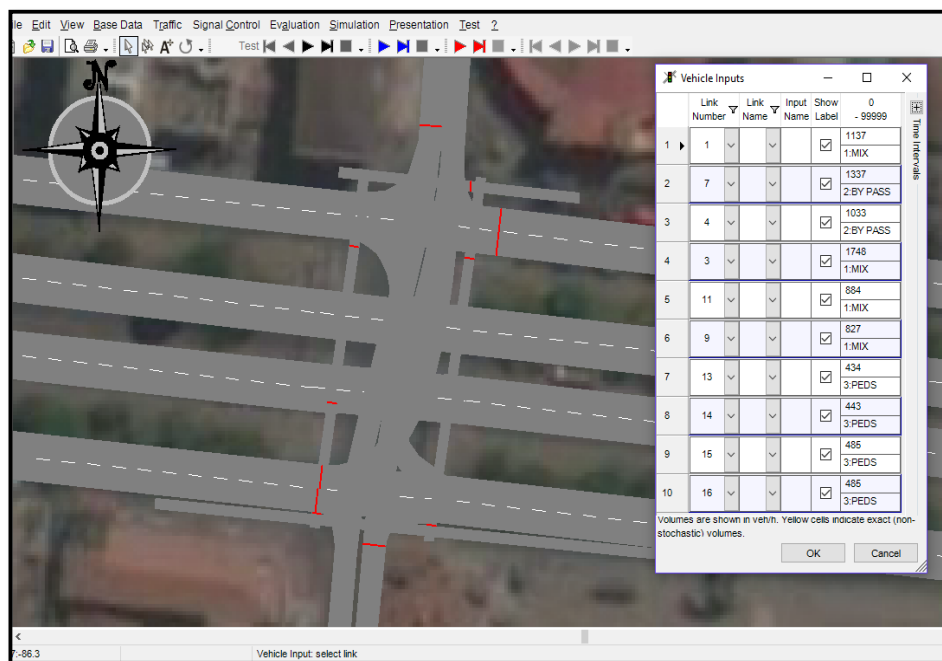 le Edit View Base Data Traffic Signal Control Evaluation Simulation Presentation Test ?
Test
N
Vehicle Inputs
Link Number Link Name Input Name Show Label 0 - 99999
Time Intervals
1 1 1137
1:MIX
2 7 1337
2:BY PASS
3 4 1033
2:BY PASS
4 3 1748
1:MIX
5 11 884
1:MIX
6 9 827
1:MIX
7 13 434
3:PEDS
8 14 443
3:PEDS
9 15 485
3:PEDS
10 16 485
3:PEDS
Volumes are shown in veh/h. Yellow cells indicate exact (non-
stochastic) volumes.
OK Cancel
7:-86.3 Vehicle Input: select link